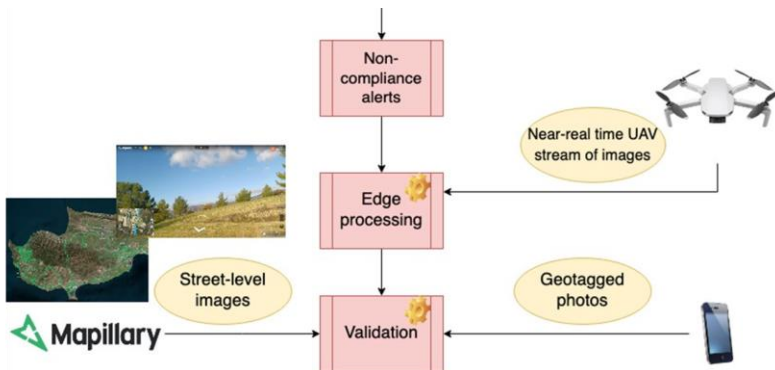 Non-
compliance
alerts
Near-real time UAV
stream of images
Edge
processing
Street-level
images
Geotagged
photos
Mapillary
Validation